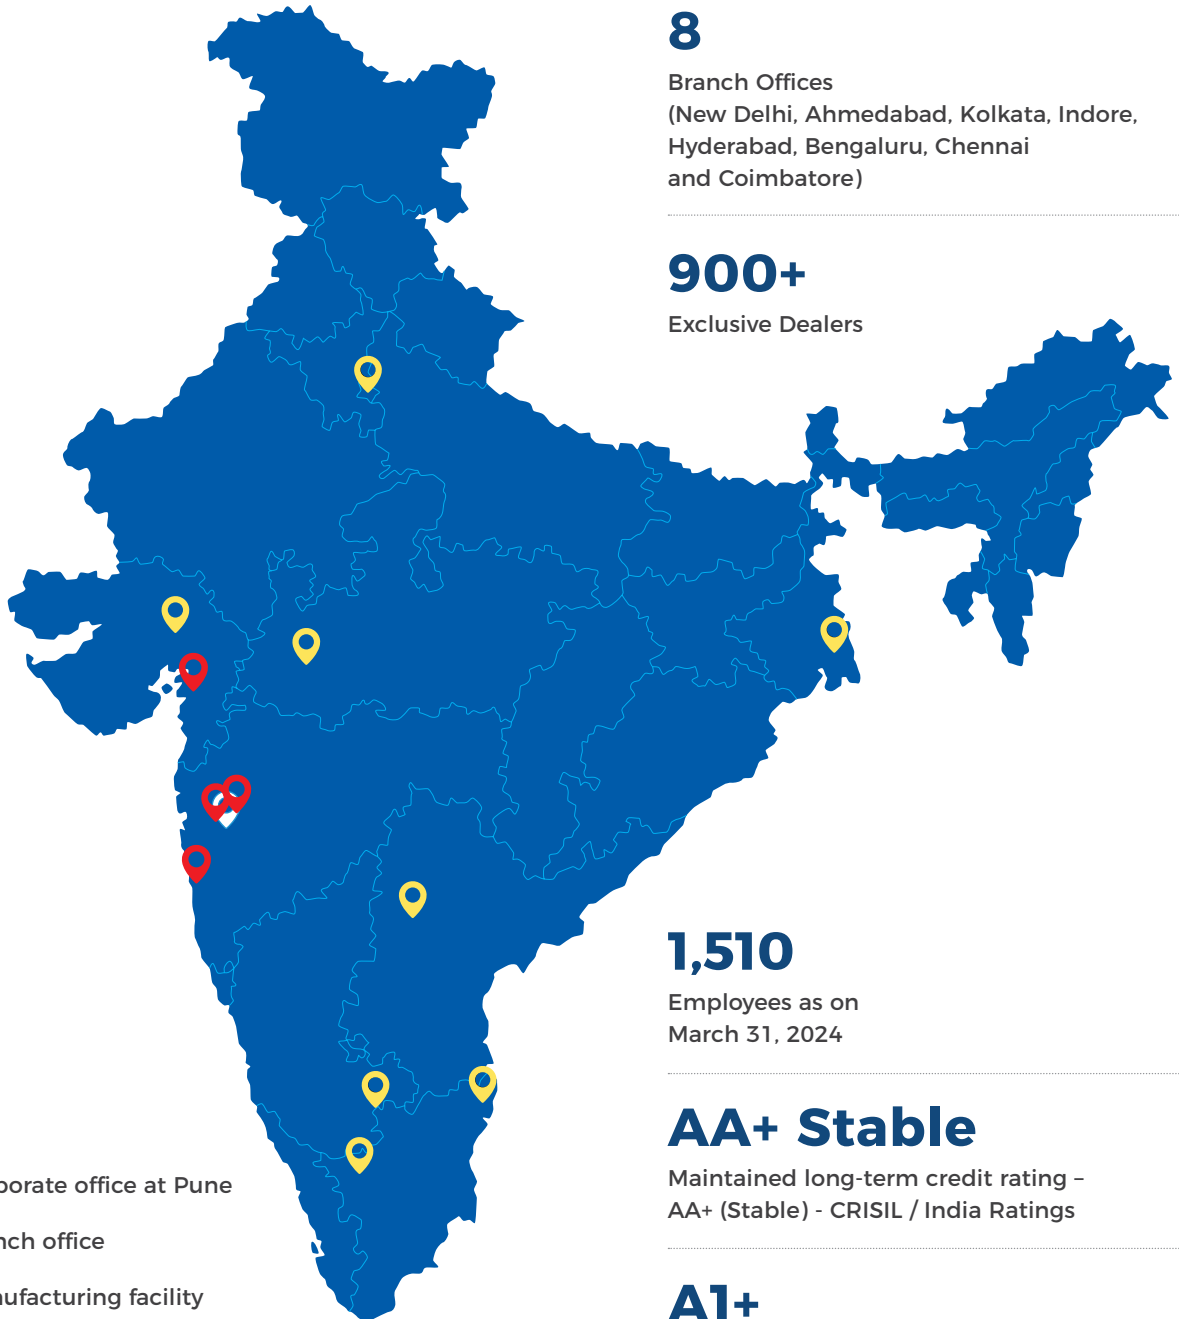 8
Branch Offices
(New Delhi, Ahmedabad, Kolkata, Indore,
Hyderabad, Bengaluru, Chennai
and Coimbatore)
900+
Exclusive Dealers
1,510
Employees as on
March 31, 2024
AA+ Stable
Maintained long-term credit rating –
AA+ (Stable) - CRISIL / India Ratings
A1+
porate office at Pune
nch office
nufacturing facility